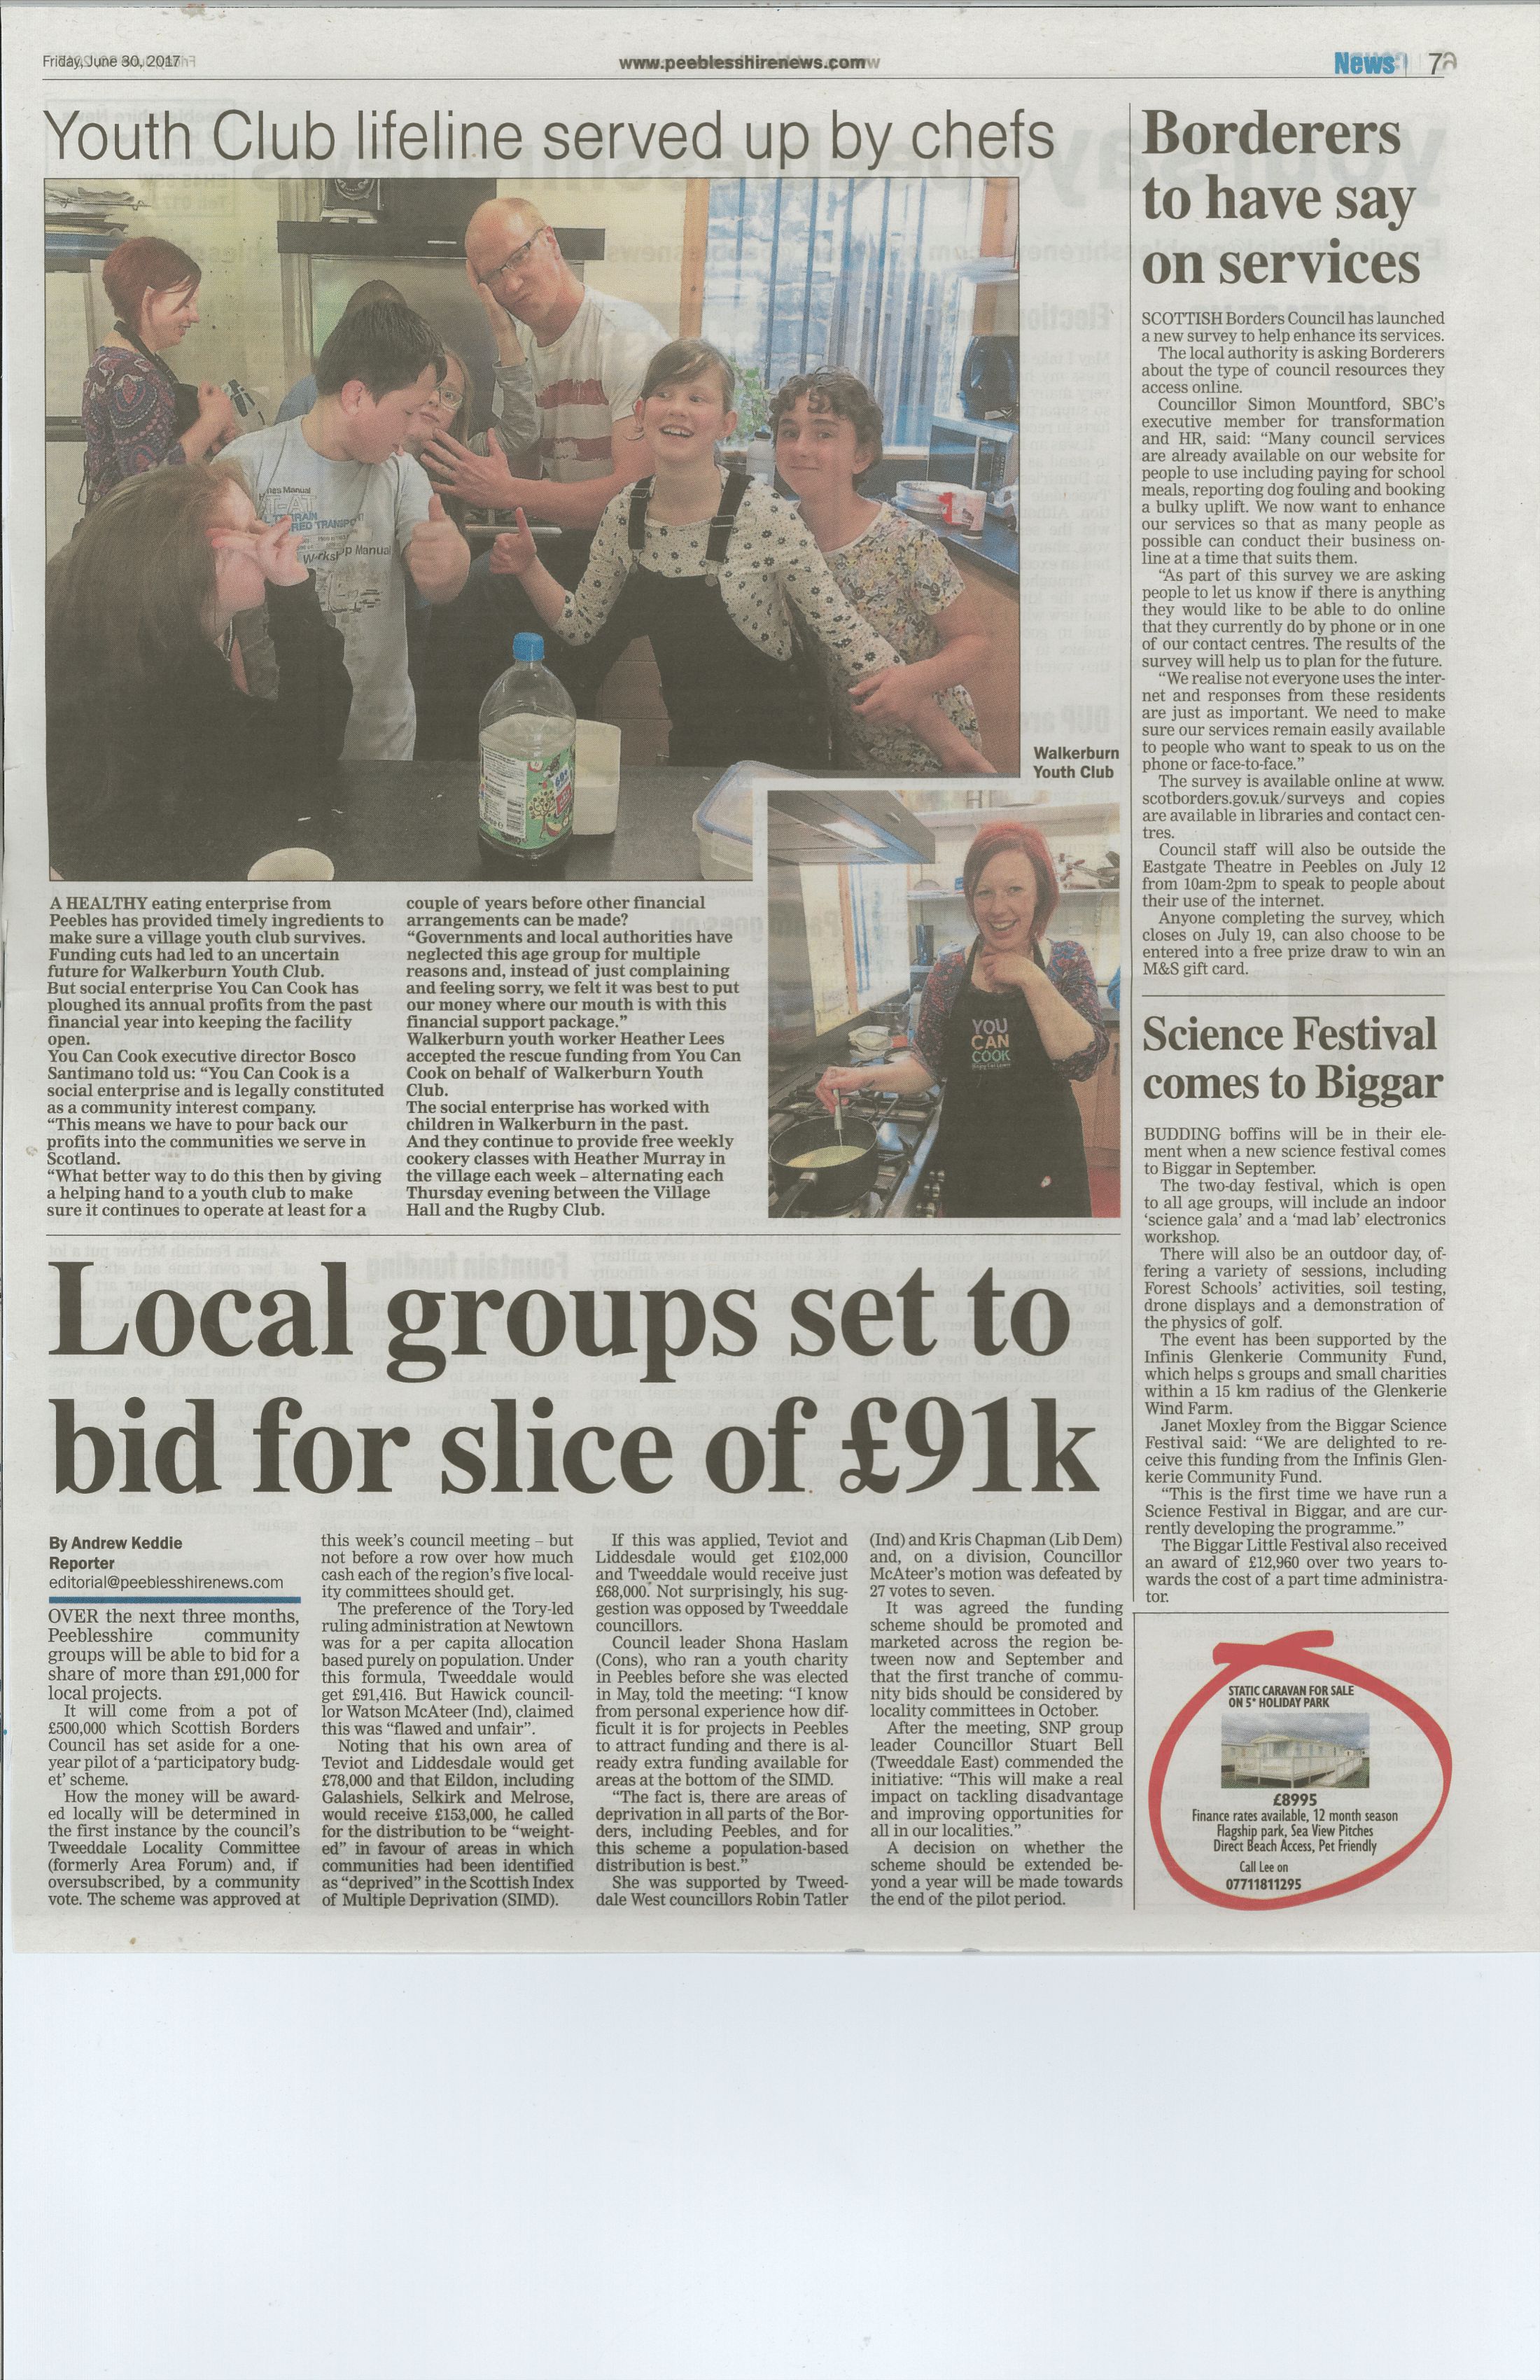 Friday, June 30, 2017
www.peeblesshirenews.com
News 7
Youth Club lifeline served up by chefs
Walkerburn
Youth Club
YOU
CAN
COOK
A HEALTHY eating enterprise from
Peebles has provided timely ingredients to
make sure a village youth club survives.
Funding cuts had led to an uncertain
future for Walkerburn Youth Club.
But social enterprise You Can Cook has
ploughed its annual profits from the past
financial year into keeping the facility
open.
You Can Cook executive director Bosco
Santimano told us: “You Can Cook is a
social enterprise and is legally constituted
as a community interest company.
“This means we have to pour back our
profits into the communities we serve in
Scotland.
“What better way to do this then by giving
a helping hand to a youth club to make
sure it continues to operate at least for a
couple of years before other financial
arrangements can be made?
“Governments and local authorities have
neglected this age group for multiple
reasons and, instead of just complaining
and feeling sorry, we felt it was best to put
our money where our mouth is with this
financial support package.”
Walkerburn youth worker Heather Lees
accepted the rescue funding from You Can
Cook on behalf of Walkerburn Youth
Club.
The social enterprise has worked with
children in Walkerburn in the past.
And they continue to provide free weekly
cookery classes with Heather Murray in
the village each week – alternating each
Thursday evening between the Village
Hall and the Rugby Club.
Local groups set to
bid for slice of £91k
By Andrew Keddie
Reporter
editorial@peeblesshirenews.com
OVER the next three months,
Peeblesshire community
groups will be able to bid for a
share of more than £91,000 for
local projects.
It will come from a pot of
£500,000 which Scottish Borders
Council has set aside for a one-
year pilot of a ‘participatory budg-
et’ scheme.
How the money will be award-
ed locally will be determined in
the first instance by the council’s
Tweeddale Locality Committee
(formerly Area Forum) and, if
oversubscribed, by a community
vote. The scheme was approved at
this week’s council meeting – but
not before a row over how much
cash each of the region’s five local-
ity committees should get.
The preference of the Tory-led
ruling administration at Newtown
was for a per capita allocation
based purely on population. Under
this formula, Tweeddale would
get £91,416. But Hawick council-
lor Watson McAteer (Ind), claimed
this was “flawed and unfair”.
Noting that his own area of
Teviot and Liddesdale would get
£78,000 and that Eildon, including
Galashiels, Selkirk and Melrose,
would receive £153,000, he called
for the distribution to be “weight-
ed” in favour of areas in which
communities had been identified
as “deprived” in the Scottish Index
of Multiple Deprivation (SIMD).
If this was applied, Teviot and
Liddesdale would get £102,000
and Tweeddale would receive just
£68,000. Not surprisingly, his sug-
gestion was opposed by Tweeddale
councillors.
Council leader Shona Haslam
(Cons), who ran a youth charity
in Peebles before she was elected
in May, told the meeting: “I know
from personal experience how dif-
ficult it is for projects in Peebles
to attract funding and there is al-
ready extra funding available for
areas at the bottom of the SIMD.
“The fact is, there are areas of
deprivation in all parts of the Bor-
ders, including Peebles, and for
this scheme a population-based
distribution is best.”
She was supported by Tweed-
dale West councillors Robin Tatler
(Ind) and Kris Chapman (Lib Dem)
and, on a division, Councillor
McAteer’s motion was defeated by
27 votes to seven.
It was agreed the funding
scheme should be promoted and
marketed across the region be-
tween now and September and
that the first tranche of commu-
nity bids should be considered by
locality committees in October.
After the meeting, SNP group
leader Councillor Stuart Bell
(Tweeddale East) commended the
initiative: “This will make a real
impact on tackling disadvantage
and improving opportunities for
all in our localities.”
A decision on whether the
scheme should be extended be-
yond a year will be made towards
the end of the pilot period.
Borderers
to have say
on services
SCOTTISH Borders Council has launched
a new survey to help enhance its services.
The local authority is asking Borderers
about the type of council resources they
access online.
Councillor Simon Mountford, SBC’s
executive member for transformation
and HR, said: “Many council services
are already available on our website for
people to use including paying for school
meals, reporting dog fouling and booking
a bulky uplift. We now want to enhance
our services so that as many people as
possible can conduct their business on-
line at a time that suits them.
“As part of this survey we are asking
people to let us know if there is anything
they would like to be able to do online
that they currently do by phone or in one
of our contact centres. The results of the
survey will help us to plan for the future.
“We realise not everyone uses the inter-
net and responses from these residents
are just as important. We need to make
sure our services remain easily available
to people who want to speak to us on the
phone or face-to-face.”
The survey is available online at www.
scotborders.gov.uk/surveys and copies
are available in libraries and contact cen-
tres.
Council staff will also be outside the
Eastgate Theatre in Peebles on July 12
from 10am-2pm to speak to people about
their use of the internet.
Anyone completing the survey, which
closes on July 19, can also choose to be
entered into a free prize draw to win an
M&S gift card.
Science Festival
comes to Biggar
BUDDING boffins will be in their ele-
ment when a new science festival comes
to Biggar in September.
The two-day festival, which is open
to all age groups, will include an indoor
‘science gala’ and a ‘mad lab’ electronics
workshop.
There will also be an outdoor day, of-
fering a variety of sessions, including
Forest Schools’ activities, soil testing,
drone displays and a demonstration of
the physics of golf.
The event has been supported by the
Infinis Glenkerie Community Fund,
which helps s groups and small charities
within a 15 km radius of the Glenkerie
Wind Farm.
Janet Moxley from the Biggar Science
Festival said: “We are delighted to re-
ceive this funding from the Infinis Glen-
kerie Community Fund.
“This is the first time we have run a
Science Festival in Biggar, and are cur-
rently developing the programme.”
The Biggar Little Festival also received
an award of £12,960 over two years to-
wards the cost of a part time administra-
tor.
STATIC CARAVAN FOR SALE
ON 5* HOLIDAY PARK
£8995
Finance rates available, 12 month season
Flagship park, Sea View Pitches
Direct Beach Access, Pet Friendly
Call Lee on
07711811295